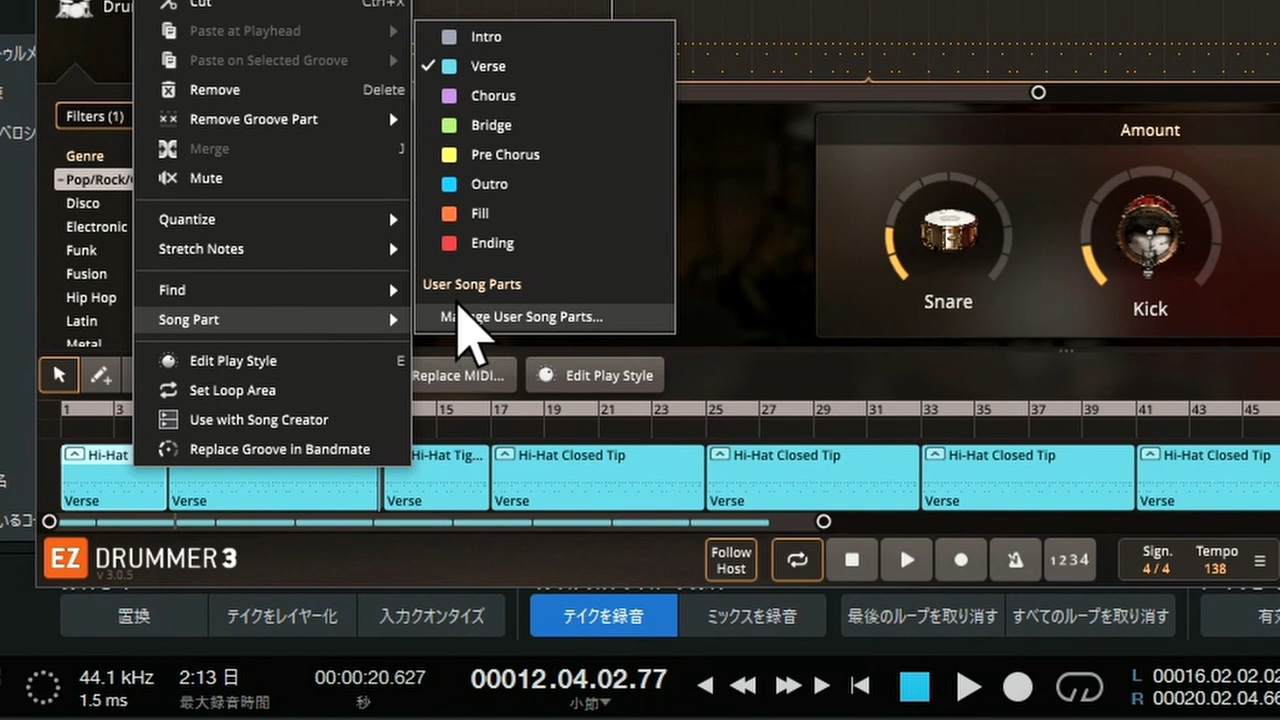 Cut Ctrl+X
Paste at Playhead
Paste on Selected Groove
Remove Delete
Remove Groove Part
Merge J
Mute
Quantize
Stretch Notes
Find
Song Part
Edit Play Style E
Set Loop Area
Use with Song Creator
Replace Groove in Bandmate
Intro
Verse
Chorus
Bridge
Pre Chorus
Outro
Fill
Ending
User Song Parts
User Song Parts...
Filters (1)
Genre
Pop/Rock/
Disco
Electronic
Funk
Fusion
Hip Hop
Latin
Metal
Amount
Snare
Kick
Replace MIDI...
Edit Play Style
1 3 15 17 19 21 23 25 27 29 31 33 35 37 39 41 43 45
Hi-Hat Hi-Hat Tig... Hi-Hat Closed Tip Hi-Hat Closed Tip Hi-Hat Closed Tip Hi-Hat Closed Tip
Verse Verse Verse Verse Verse Verse Verse
EZ DRUMMER 3
V 3.0.5
Follow Host
1 2 3 4
Sign. Tempo
4 / 4 138
置換 テイクをレイヤー化 入力クオンタイズ テイクを録音 ミックスを録音 最後のループを取り消す すべてのループを取り消す
44.1 kHz 2:13 日 00:00:20.627 00012.04.02.77 L 00016.02.02.02
1.5 ms 最大録音時間 秒 小節 R 00020.02.04.66